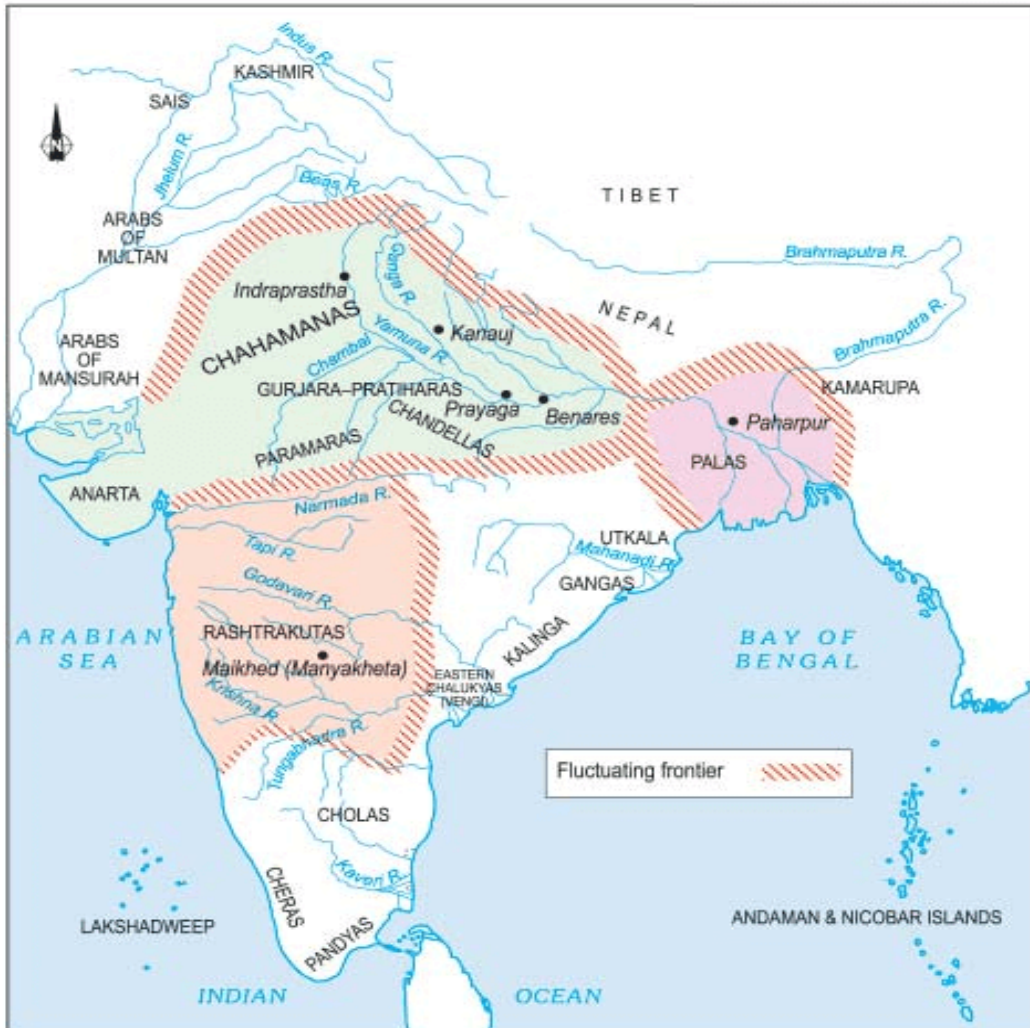 Indus R.
KASHMIR
SAIS
N
Jhelum R.
Beas R.
TIBET
ARABS
OF
MULTAN
Brahmaputra R.
Ganga R.
Indraprastha
NEPAL
Brahmaputra R.
CHAHAMANAS
Kanauj
Yamuna R.
Chambal
ARABS
OF
MANSURAH
KAMARUPA
GURJARA–PRATIHARAS
Prayaga
Benares
CHANDELLAS
Paharpur
PARAMARAS
PALAS
ANARTA
Narmada R.
Tapi R.
UTKALA
Mahanadi R.
GANGAS
Godavari R.
RASHTRAKUTAS
KALINGA
ARABIAN
SEA
BAY OF
BENGAL
Malkhed (Manyakheta)
EASTERN
CHALUKYAS
(VENGI)
Krishna R.
Tungabhadra R.
Fluctuating frontier
CHOLAS
Kaveri R.
CHERAS
LAKSHADWEEP
PANDYAS
ANDAMAN & NICOBAR ISLANDS
INDIAN
OCEAN